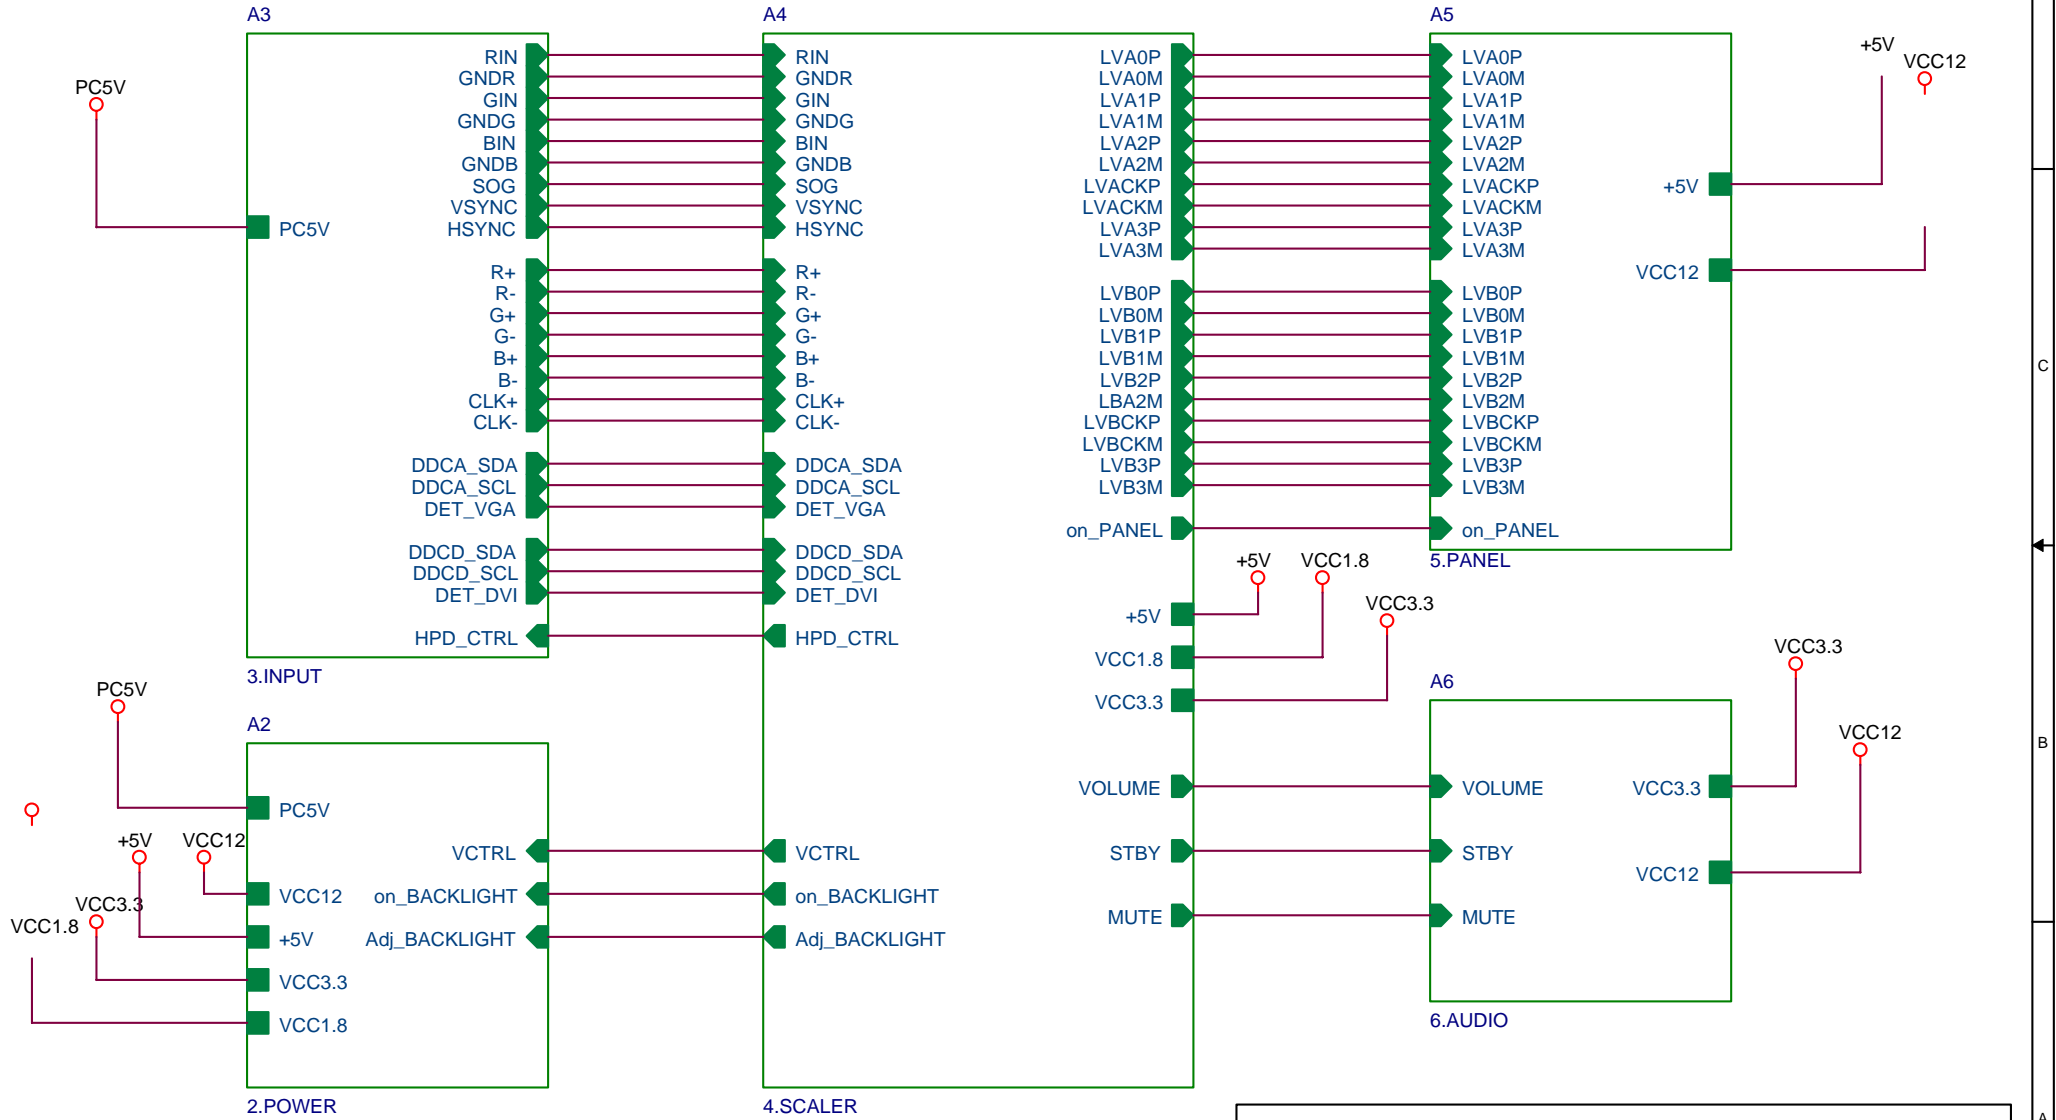 A3
PC5V
PC5V
RIN
GNDR
GIN
GNDG
BIN
GNDB
SOG
VSYNC
HSYNC
R+
R-
G+
G-
B+
B-
CLK+
CLK-
DDCA_SDA
DDCA_SCL
DET_VGA
DDCD_SDA
DDCD_SCL
DET_DVI
HPD_CTRL
3.INPUT
A4
RIN
GNDR
GIN
GNDG
BIN
GNDB
SOG
VSYNC
HSYNC
R+
R-
G+
G-
B+
B-
CLK+
CLK-
DDCA_SDA
DDCA_SCL
DET_VGA
DDCD_SDA
DDCD_SCL
DET_DVI
HPD_CTRL
VCTRL
on_BACKLIGHT
Adj_BACKLIGHT
LVA0P
LVA0M
LVA1P
LVA1M
LVA2P
LVA2M
LVACKP
LVACKM
LVA3P
LVA3M
LVB0P
LVB0M
LVB1P
LVB1M
LVB2P
LBA2M
LVBCKP
LVBCKM
LVB3P
LVB3M
on_PANEL
+5V
VCC1.8
VCC3.3
VOLUME
STBY
MUTE
4.SCALER
+5V
VCC1.8
VCC3.3
A5
LVA0P
LVA0M
LVA1P
LVA1M
LVA2P
LVA2M
LVACKP
LVACKM
LVA3P
LVA3M
LVB0P
LVB0M
LVB1P
LVB1M
LVB2P
LVB2M
LVBCKP
LVBCKM
LVB3P
LVB3M
on_PANEL
+5V
VCC12
5.PANEL
+5V
VCC12
A2
PC5V
+5V
VCC12
VCC3.3
VCC1.8
PC5V
VCC12
+5V
VCC3.3
VCC1.8
VCTRL
on_BACKLIGHT
Adj_BACKLIGHT
2.POWER
A6
VOLUME
STBY
MUTE
VCC3.3
VCC12
6.AUDIO
VCC3.3
VCC12
C
B
A